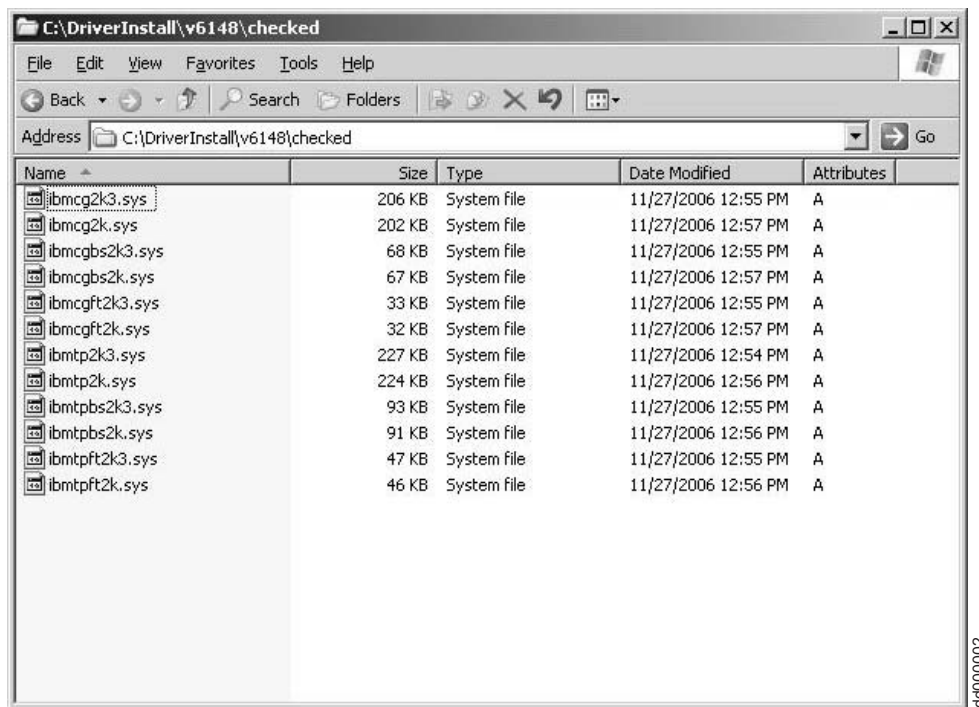 C:\DriverInstall\v6148\checked
File Edit View Favorites Tools Help
Back Search Folders
Address C:\DriverInstall\v6148\checked Go
Name Size Type Date Modified Attributes
ibmcg2k3.sys 206 KB System file 11/27/2006 12:55 PM A
ibmcg2k.sys 202 KB System file 11/27/2006 12:57 PM A
ibmcgbs2k3.sys 68 KB System file 11/27/2006 12:55 PM A
ibmcgbs2k.sys 67 KB System file 11/27/2006 12:57 PM A
ibmcgft2k3.sys 33 KB System file 11/27/2006 12:55 PM A
ibmcgft2k.sys 32 KB System file 11/27/2006 12:57 PM A
ibmtp2k3.sys 227 KB System file 11/27/2006 12:54 PM A
ibmtp2k.sys 224 KB System file 11/27/2006 12:56 PM A
ibmtpbs2k3.sys 93 KB System file 11/27/2006 12:55 PM A
ibmtpbs2k.sys 91 KB System file 11/27/2006 12:56 PM A
ibmtpft2k3.sys 47 KB System file 11/27/2006 12:55 PM A
ibmtpft2k.sys 46 KB System file 11/27/2006 12:56 PM A